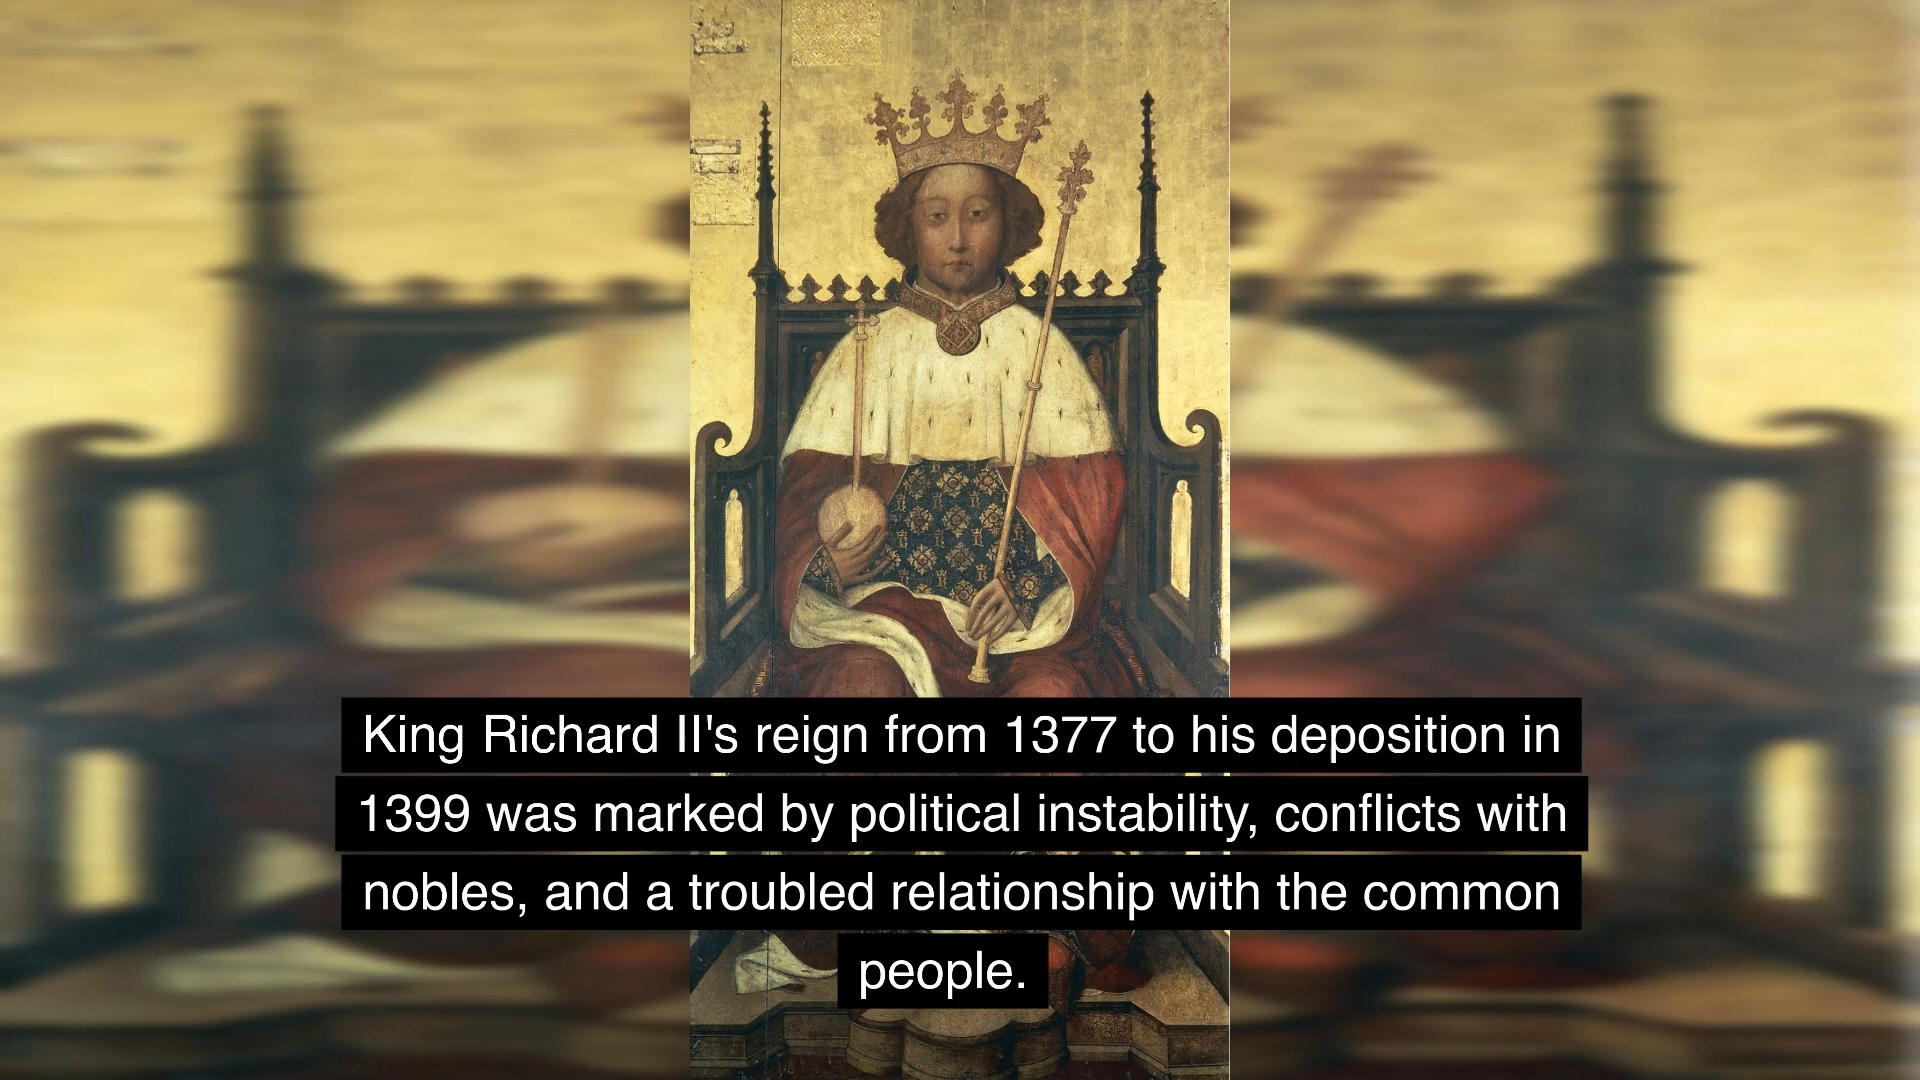 King Richard II's reign from 1377 to his deposition in
1399 was marked by political instability, conflicts with
nobles, and a troubled relationship with the common
people.